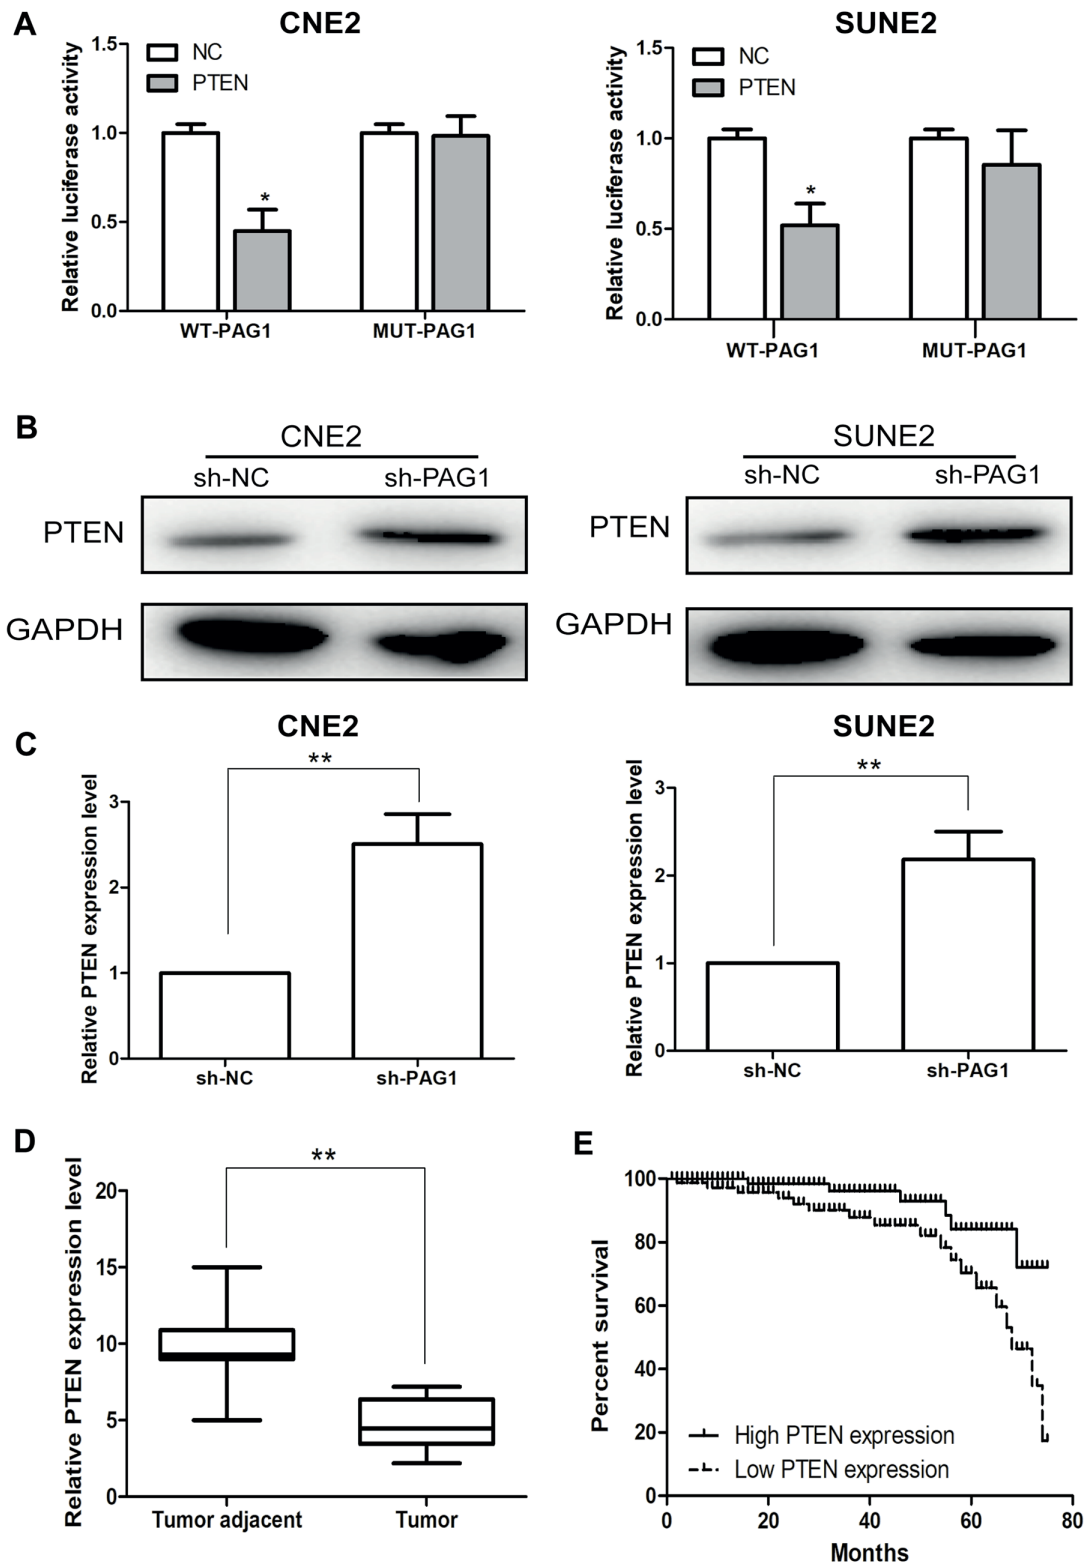 A
CNE2
Relative luciferase activity
1.5
1.0
0.5
0.0
NC
PTEN
*
WT-PAG1
MUT-PAG1
SUNE2
Relative luciferase activity
1.5
1.0
0.5
0.0
NC
PTEN
*
WT-PAG1
MUT-PAG1
B
CNE2
sh-NC
sh-PAG1
PTEN
GAPDH
SUNE2
sh-NC
sh-PAG1
PTEN
GAPDH
C
CNE2
**
Relative PTEN expression level
3
2
1
0
sh-NC
sh-PAG1
SUNE2
**
Relative PTEN expression level
3
2
1
0
sh-NC
sh-PAG1
D
**
Relative PTEN expression level
20
15
10
5
0
Tumor adjacent
Tumor
E
Percent survival
100
80
60
40
20
0
High PTEN expression
Low PTEN expression
0
20
40
60
80
Months